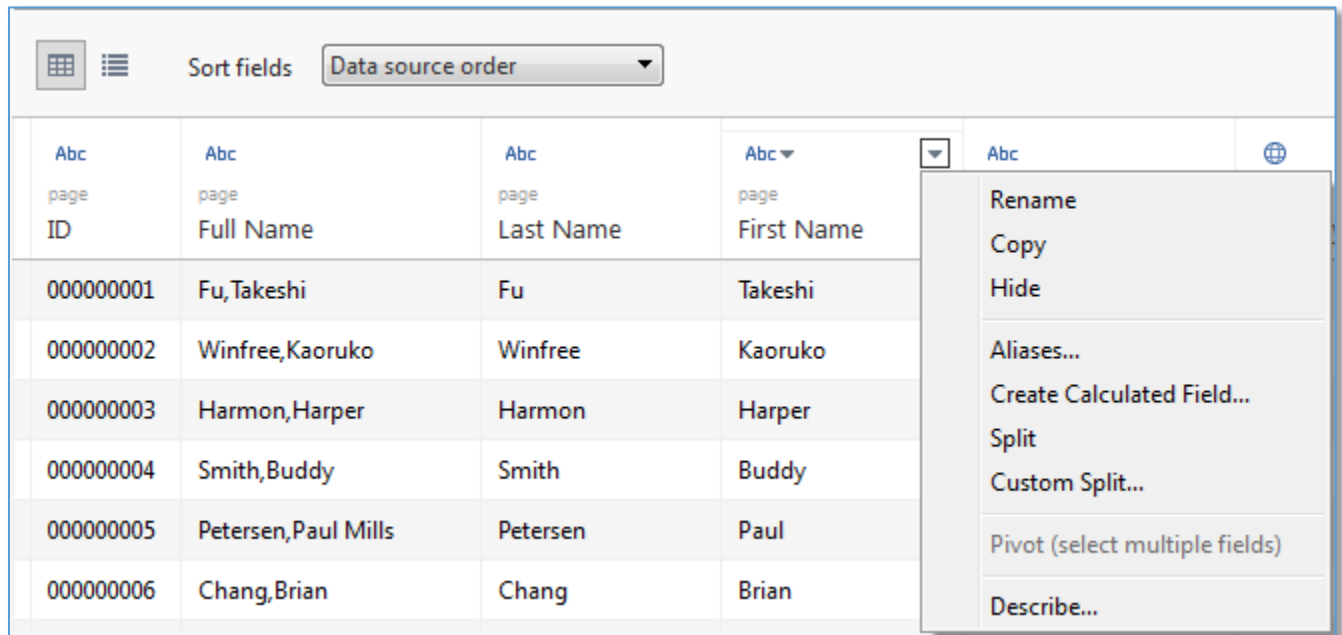 Sort fields Data source order
Abc Abc Abc Abc Abc
page page page page
ID Full Name Last Name First Name
000000001 Fu,Takeshi Fu Takeshi
000000002 Winfree,Kaoruko Winfree Kaoruko
000000003 Harmon,Harper Harmon Harper
000000004 Smith,Buddy Smith Buddy
000000005 Petersen,Paul Mills Petersen Paul
000000006 Chang,Brian Chang Brian
Rename
Copy
Hide
Aliases...
Create Calculated Field...
Split
Custom Split...
Pivot (select multiple fields)
Describe...